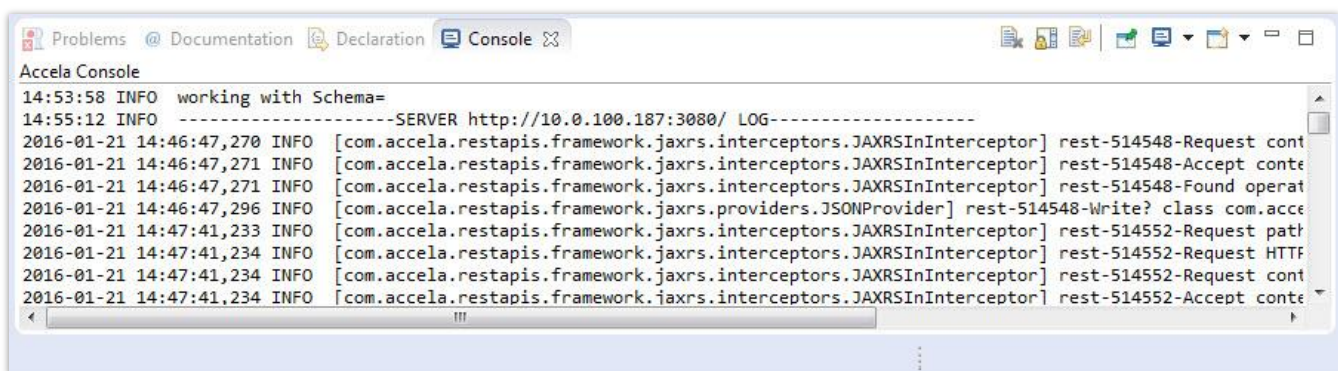 Problems @ Documentation Declaration Console
Accela Console
14:53:58 INFO  working with Schema=
14:55:12 INFO  ---------------------SERVER http://10.0.100.187:3080/ LOG--------------------
2016-01-21 14:46:47,270 INFO  [com.accela.restapis.framework.jaxrs.interceptors.JAXRSInInterceptor] rest-514548-Request cont
2016-01-21 14:46:47,271 INFO  [com.accela.restapis.framework.jaxrs.interceptors.JAXRSInInterceptor] rest-514548-Accept conte
2016-01-21 14:46:47,271 INFO  [com.accela.restapis.framework.jaxrs.interceptors.JAXRSInInterceptor] rest-514548-Found operat
2016-01-21 14:46:47,296 INFO  [com.accela.restapis.framework.jaxrs.providers.JSONProvider] rest-514548-Write? class com.acce
2016-01-21 14:47:41,233 INFO  [com.accela.restapis.framework.jaxrs.interceptors.JAXRSInInterceptor] rest-514552-Request path
2016-01-21 14:47:41,234 INFO  [com.accela.restapis.framework.jaxrs.interceptors.JAXRSInInterceptor] rest-514552-Request HTTP
2016-01-21 14:47:41,234 INFO  [com.accela.restapis.framework.jaxrs.interceptors.JAXRSInInterceptor] rest-514552-Request cont
2016-01-21 14:47:41,234 INFO  [com.accela.restapis.framework.jaxrs.interceptors.JAXRSInInterceptor] rest-514552-Accept conte